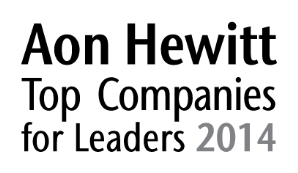 Aon Hewitt
Top Companies
for Leaders 2014